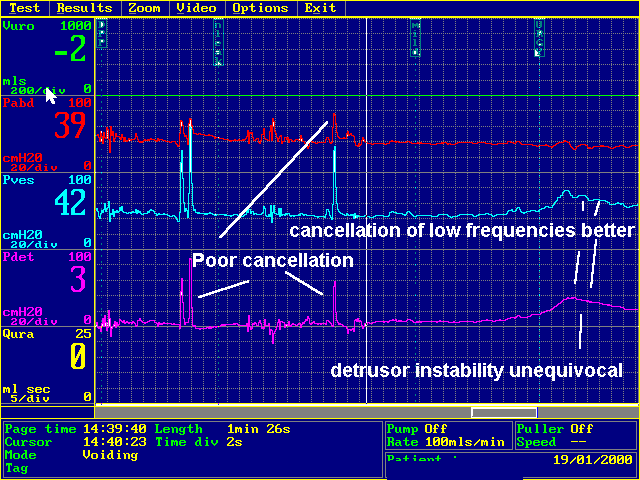 Test Results Zoom Video Options Exit
Vuro 1000
-2
mls
200/div 0
Pabd 100
39
cmH20
20/div 0
Pves 100
42
cmH20
20/div 0
Pdet 100
3
cmH20
20/div 0
Qura 25
0
ml sec
5/div 0
cancellation of low frequencies better
Poor cancellation
detrusor instability unequivocal
Page time 14:39:40 Length 1min 26s
Cursor 14:40:23 Time div 2s
Mode Voiding
Tag
Pump Off
Rate 100mls/min
Puller Off
Speed --
Patient :
19/01/2000